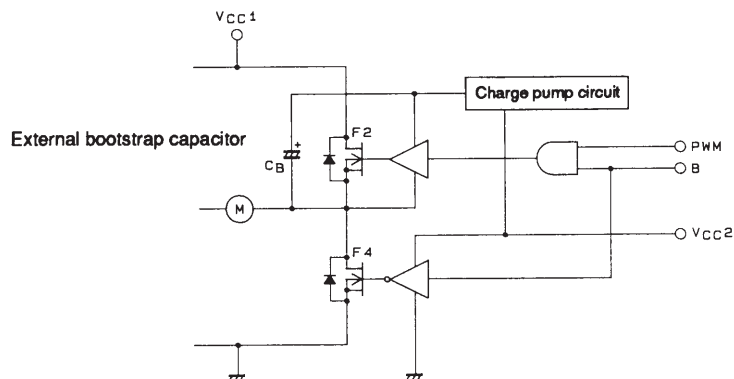 VCC1
Charge pump circuit
External bootstrap capacitor
F2
+
CB
PWM
B
M
VCC2
F4